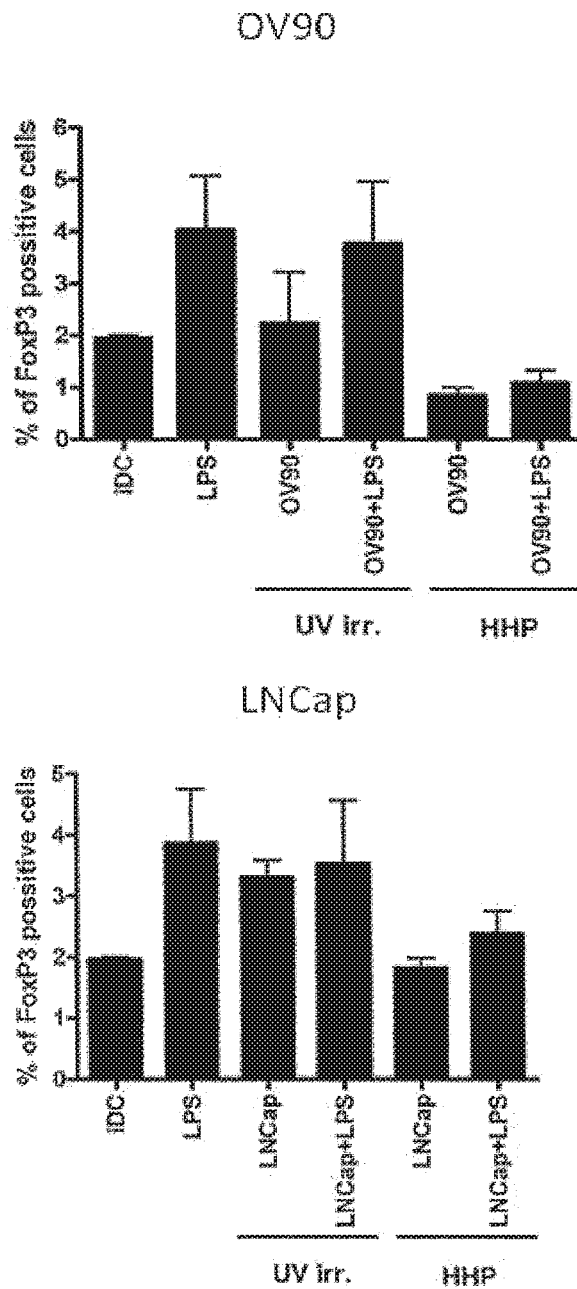 OV90
% of FoxP3 possitive cells
6
5
4
3
2
1
0
iDC
LPS
OV90
OV90+LPS
OV90
OV90+LPS
UV irr.
HHP
LNCap
% of FoxP3 possitive cells
5
4
3
2
1
0
iDC
LPS
LNCap
LNCap+LPS
LNCap
LNCap+LPS
UV irr.
HHP